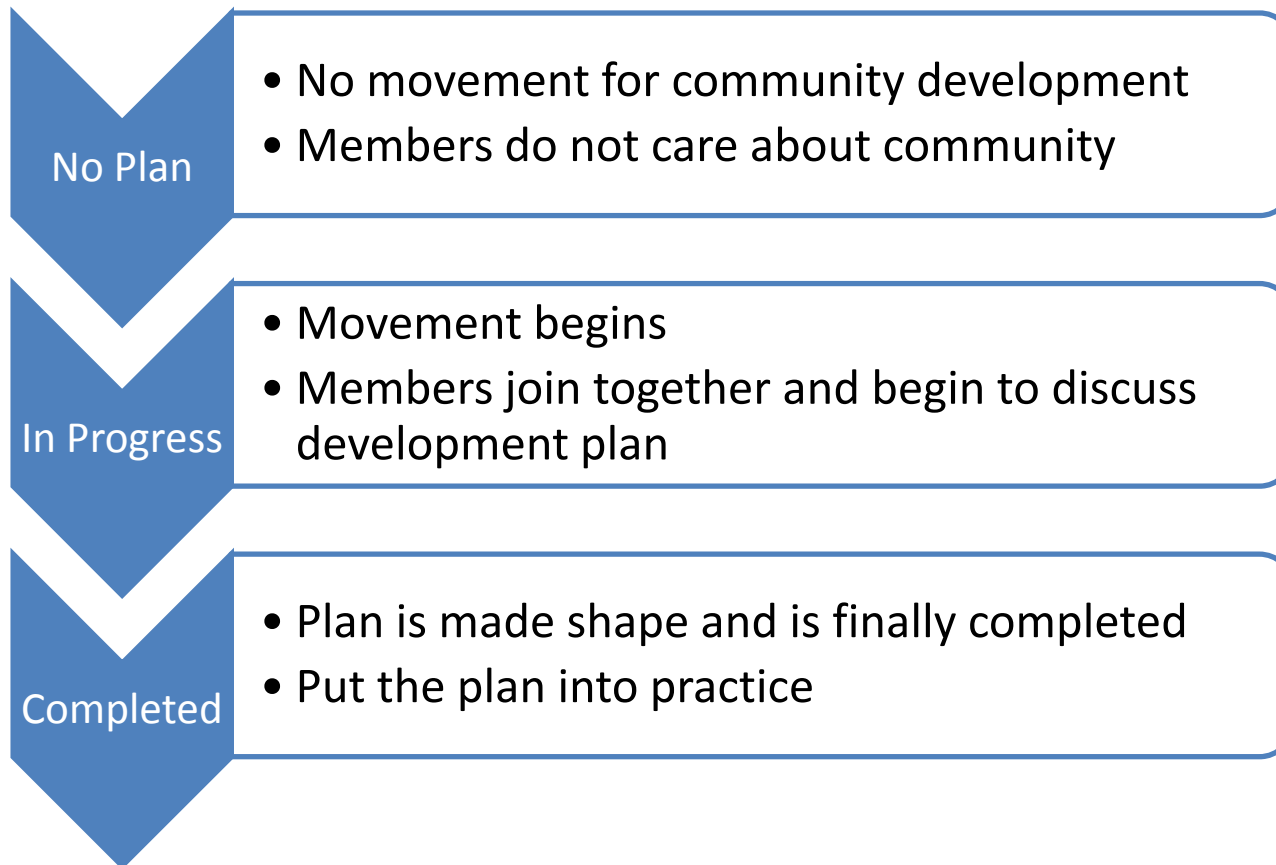 No Plan
• No movement for community development
• Members do not care about community
In Progress
• Movement begins
• Members join together and begin to discuss
development plan
Completed
• Plan is made shape and is finally completed
• Put the plan into practice